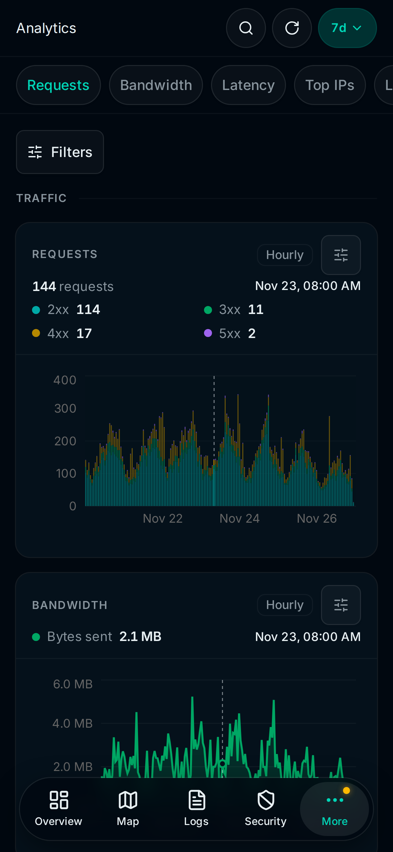 Analytics
7d
Requests Bandwidth Latency Top IPs
Filters
TRAFFIC
REQUESTS Hourly
144 requests Nov 23, 08:00 AM
2xx 114 3xx 11
4xx 17 5xx 2
400
300
200
100
0
Nov 22 Nov 24 Nov 26
BANDWIDTH Hourly
Bytes sent 2.1 MB Nov 23, 08:00 AM
6.0 MB
4.0 MB
2.0 MB
Overview Map Logs Security More